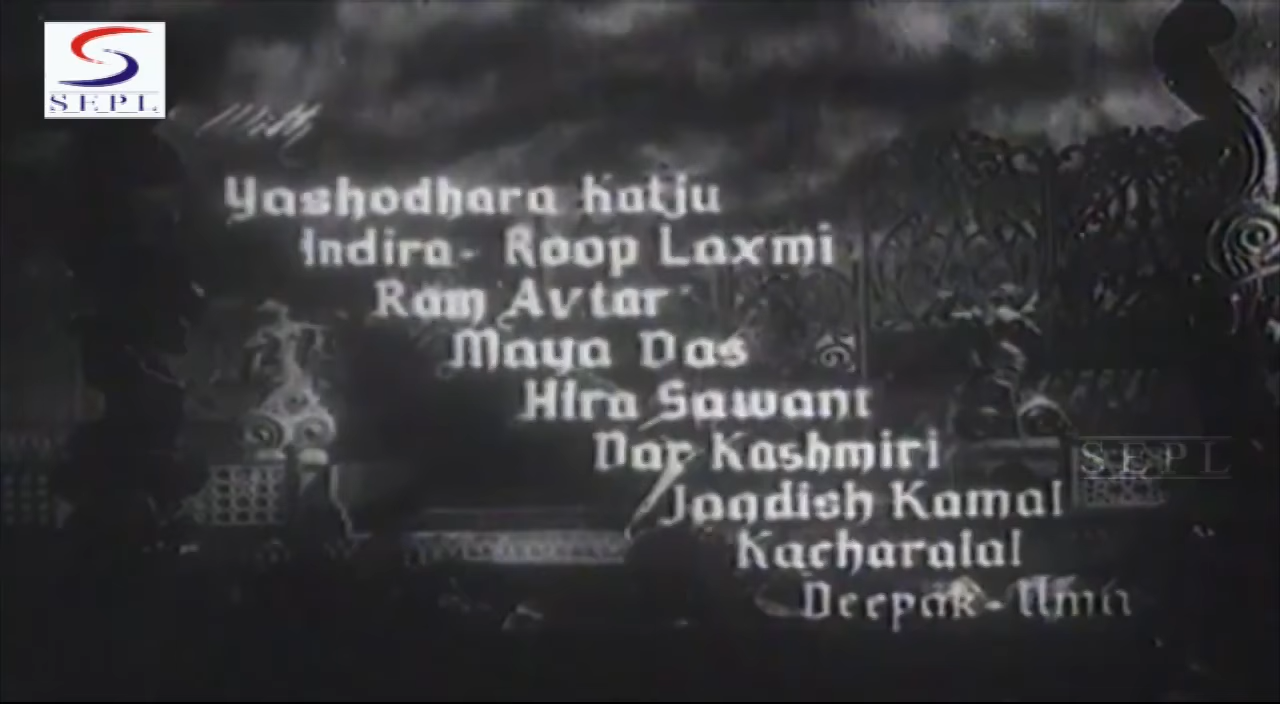 SEPL
With
Yashodhara Katju
Indira - Roop Laxmi
Ram Avtar
Maya Das
Hira Sawant
Dar Kashmiri
SEPL
Jagdish Kamal
Kacharalal
Deepak - Uma